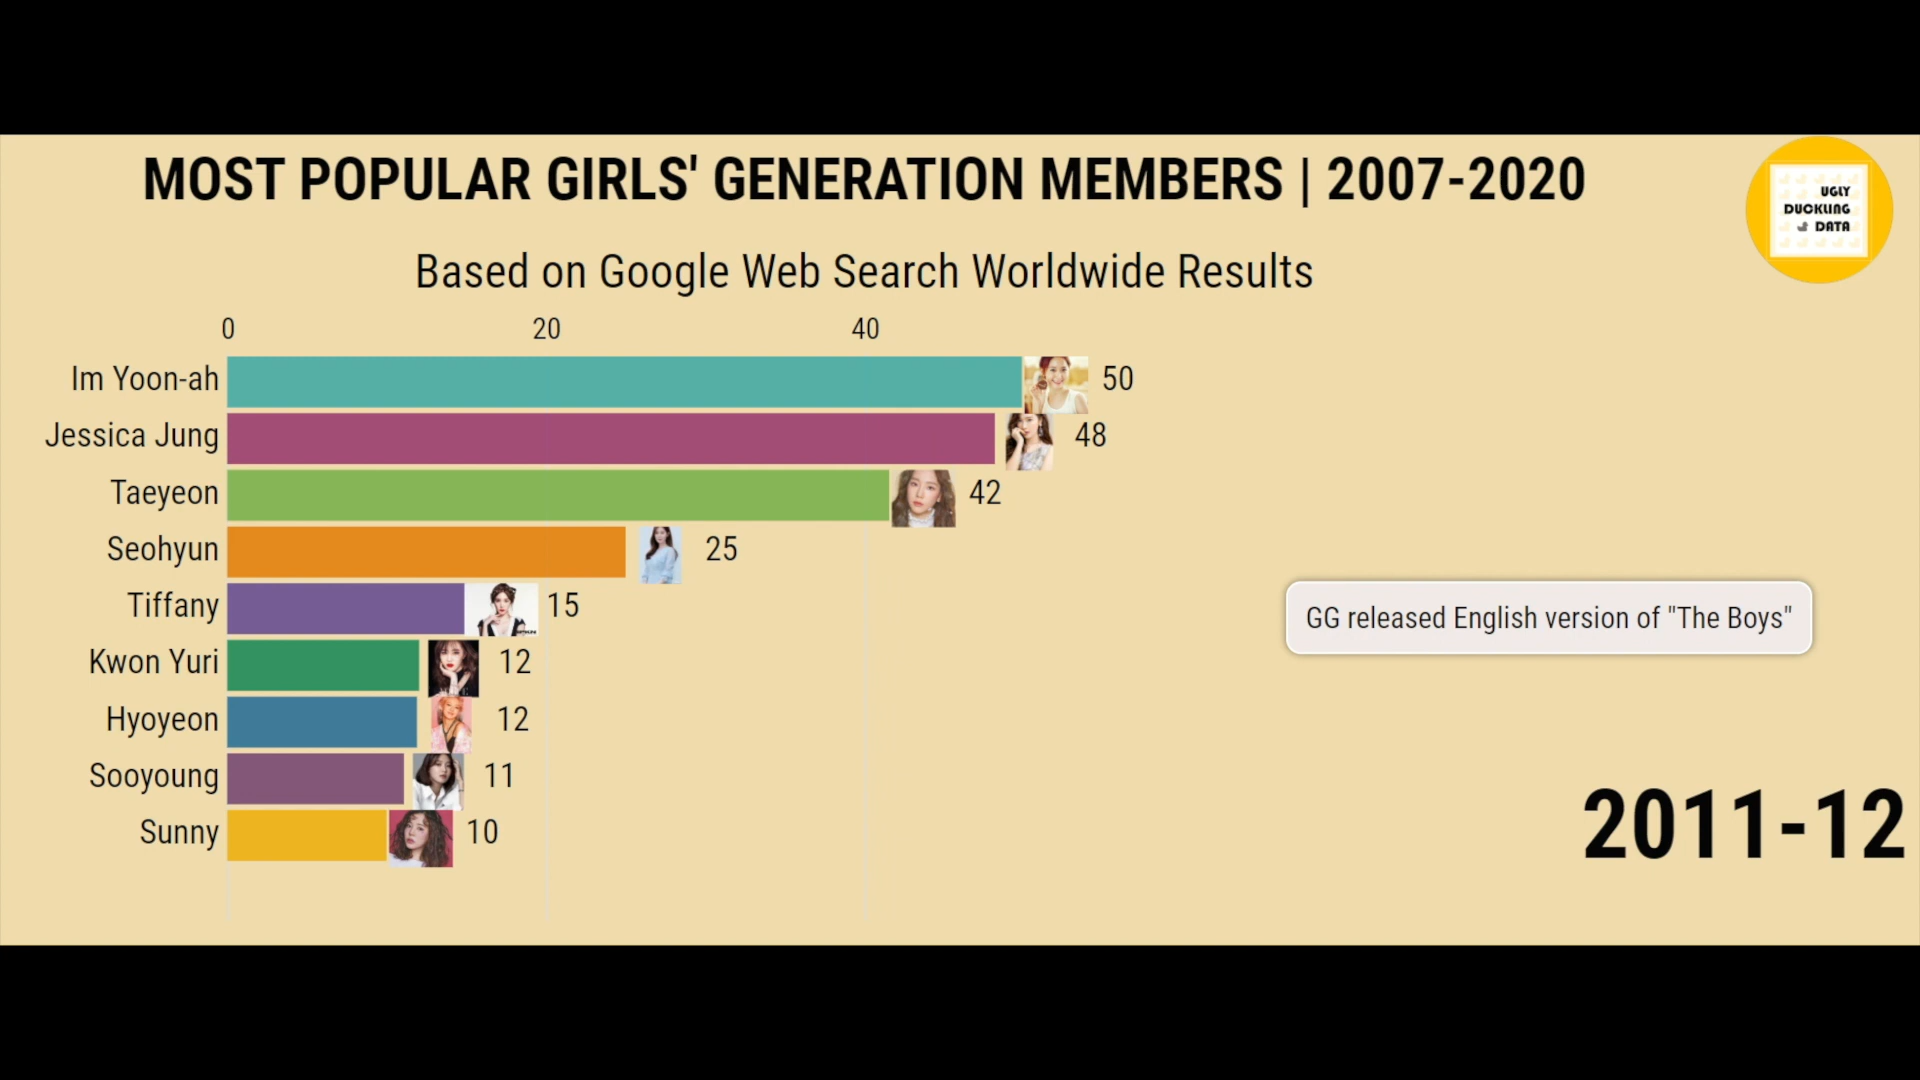 MOST POPULAR GIRLS' GENERATION MEMBERS | 2007-2020
UGLY
DUCKLING
DATA
Based on Google Web Search Worldwide Results
0 20 40
Im Yoon-ah 50
Jessica Jung 48
Taeyeon 42
Seohyun 25
Tiffany 15
GG released English version of "The Boys"
Kwon Yuri 12
Hyoyeon 12
Sooyoung 11
Sunny 10
2011-12